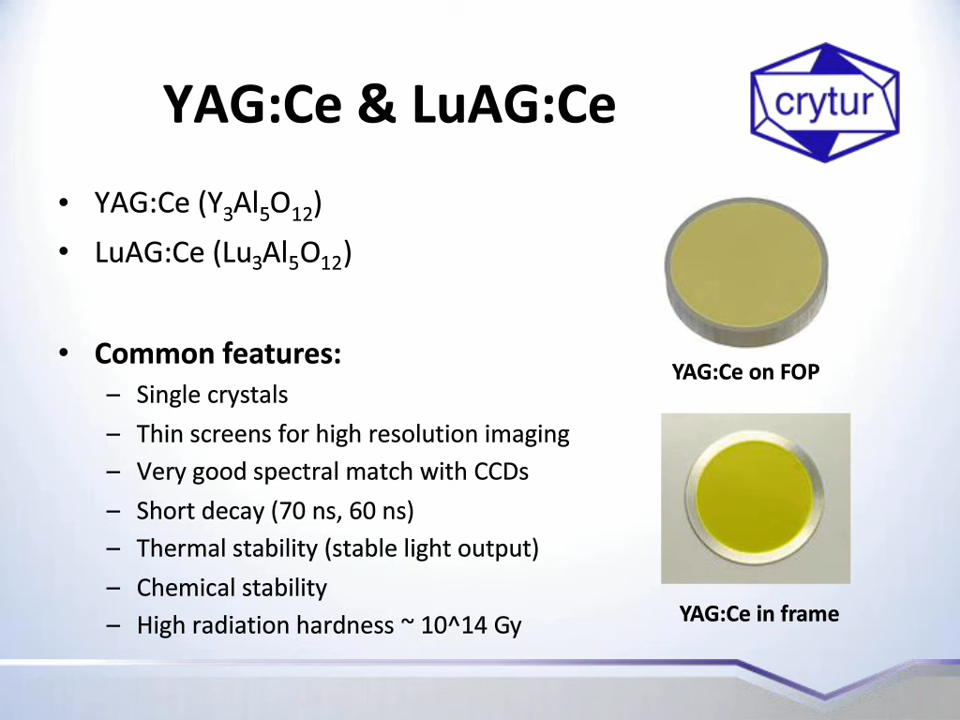 YAG:Ce & LuAG:Ce
crytur
• YAG:Ce (Y₃Al₅O₁₂)
• LuAG:Ce (Lu₃Al₅O₁₂)
• Common features:
– Single crystals
– Thin screens for high resolution imaging
– Very good spectral match with CCDs
– Short decay (70 ns, 60 ns)
– Thermal stability (stable light output)
– Chemical stability
– High radiation hardness ~ 10^14 Gy
YAG:Ce on FOP
YAG:Ce in frame